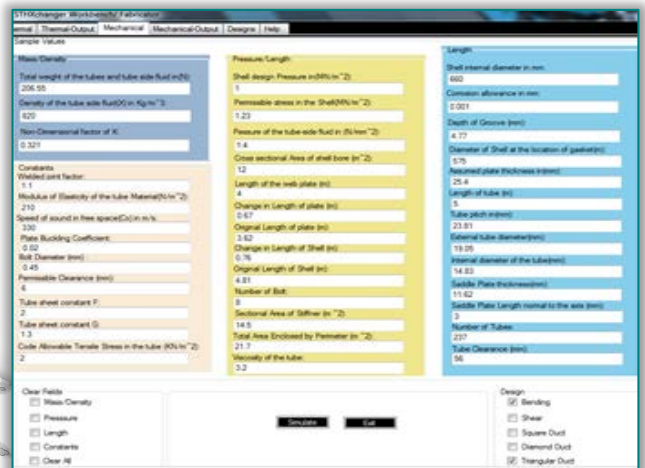 STHXchanger Workbench/ Fabricator
Thermal-Output Mechanical Mechanical-Output Designs Help
Sample Values
Mass/Density
Total weight of the tubes and tube side fluid in(N):
206.55
Density of the tube side fluid(X) in Kg/m^3:
820
Non-Dimensional factor of K:
0.321
Constants
Welded joint factor:
1.1
Modulus of Elasticity of the tube Material(N/m^2):
210
Speed of sound in free space(Co) in m/s:
330
Plate Buckling Coefficient:
0.02
Bolt Diameter (mm):
0.45
Permissible Clearance (mm):
6
Tube sheet constant F:
2
Tube sheet constant G:
1.3
Code Allowable Tensile Stress in the tube (KN/m^2):
2
Pressure/Length:
Shell design Pressure in(MN/m^2):
1
Permissible stress in the Shell(MN/m^2):
1.23
Pessure of the tube-side fluid in (N/mm^2):
1.4
Cross sectional Area of shell bore (m^2):
12
Length of the web plate (m):
4
Change in Length of plate (m):
0.67
Original Length of plate (m):
3.62
Change in Length of Shell (m):
0.76
Original Length of Shell (m):
4.81
Number of Bolt:
8
Sectional Area of Stiffner (m^2):
14.5
Total Area Enclosed by Perimeter (m^2):
21.7
Viscosity of the tube:
3.2
Length
Shell internal diameter in mm
660
Corrosion allowance in mm
0.001
Depth of Groove (mm):
4.77
Diameter of Shell at the location of gasket(m):
575
Assumed plate thickness in(mm):
25.4
Length of tube (m):
5
Tube pitch in(mm):
23.81
External tube diameter(mm):
19.05
Internal diameter of the tube(mm):
14.83
Saddle Plate thickness(mm):
11.62
Saddle Plate Length normal to the axis (mm):
3
Number of Tubes:
237
Tube Clearance (mm):
56
Clear Fields
Mass/Density
Presssure
Length
Constants
Clear All
Simulate Exit
Design
Bending
Shear
Square Duct
Diamond Duct
Triangular Duct